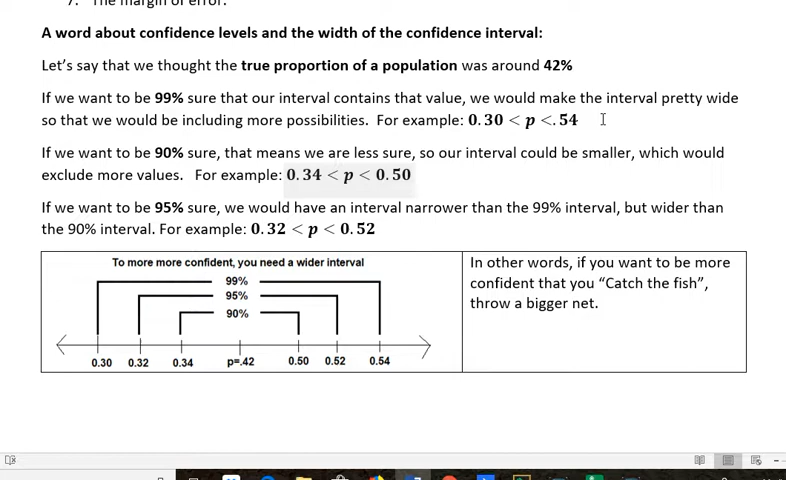 7. The margin of error.
A word about confidence levels and the width of the confidence interval:
Let's say that we thought the true proportion of a population was around 42%
If we want to be 99% sure that our interval contains that value, we would make the interval pretty wide
so that we would be including more possibilities. For example: 0.30 < p <.54
If we want to be 90% sure, that means we are less sure, so our interval could be smaller, which would
exclude more values. For example: 0.34 < p < 0.50
If we want to be 95% sure, we would have an interval narrower than the 99% interval, but wider than
the 90% interval. For example: 0.32 < p < 0.52
To more more confident, you need a wider interval
99%
95%
90%
0.30 0.32 0.34 p=.42 0.50 0.52 0.54
In other words, if you want to be more
confident that you “Catch the fish”,
throw a bigger net.